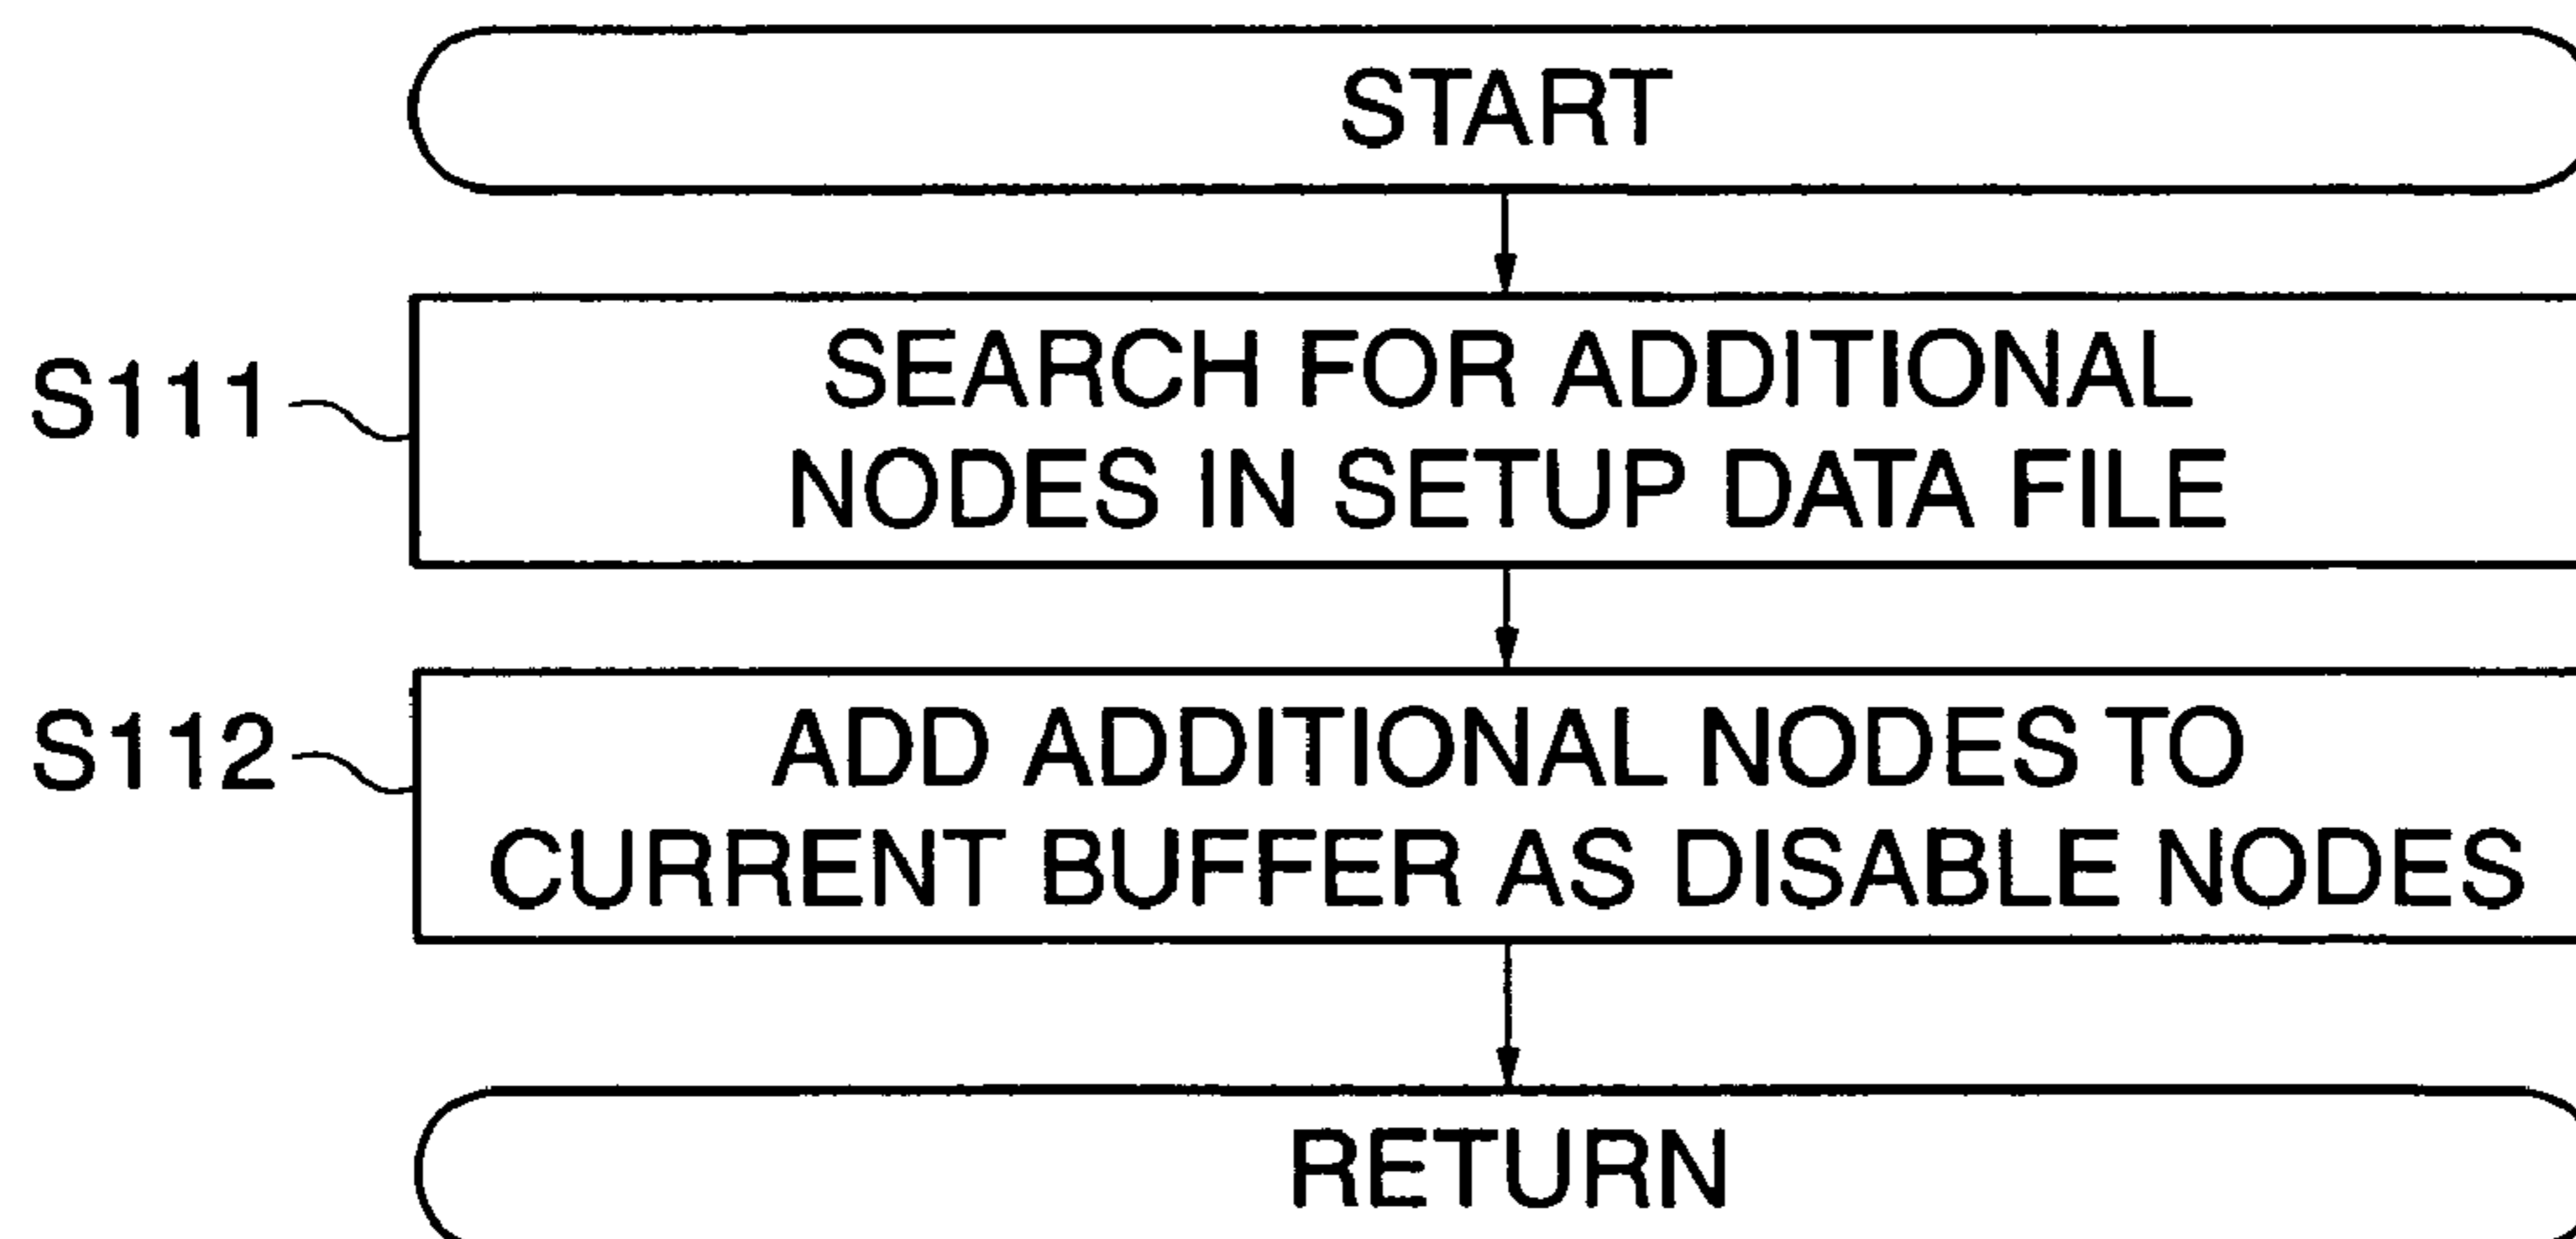 START
S111
SEARCH FOR ADDITIONAL
NODES IN SETUP DATA FILE
S112
ADD ADDITIONAL NODES TO
CURRENT BUFFER AS DISABLE NODES
RETURN